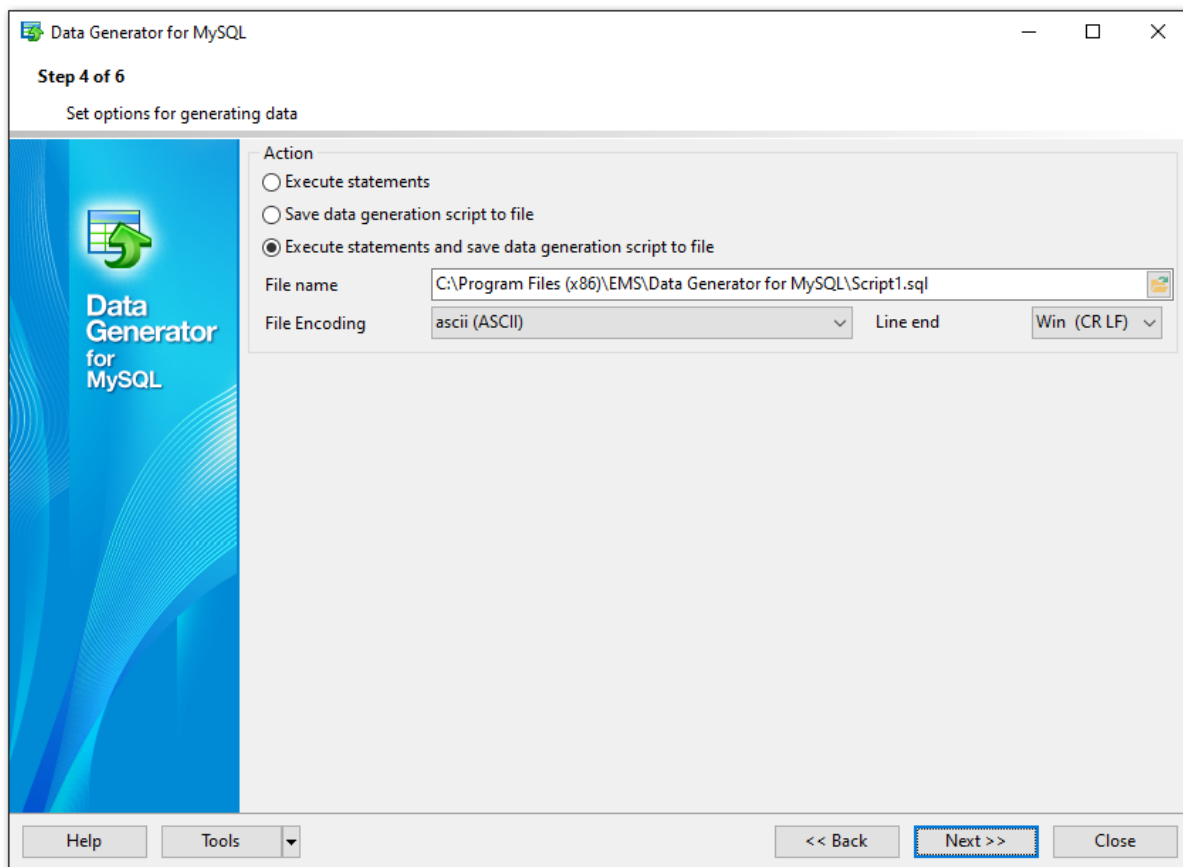 Data Generator for MySQL
Step 4 of 6
Set options for generating data
Data
Generator
for
MySQL
Action
Execute statements
Save data generation script to file
Execute statements and save data generation script to file
File name C:\Program Files (x86)\EMS\Data Generator for MySQL\Script1.sql
File Encoding ascii (ASCII) Line end Win (CR LF)
Help Tools << Back Next >> Close